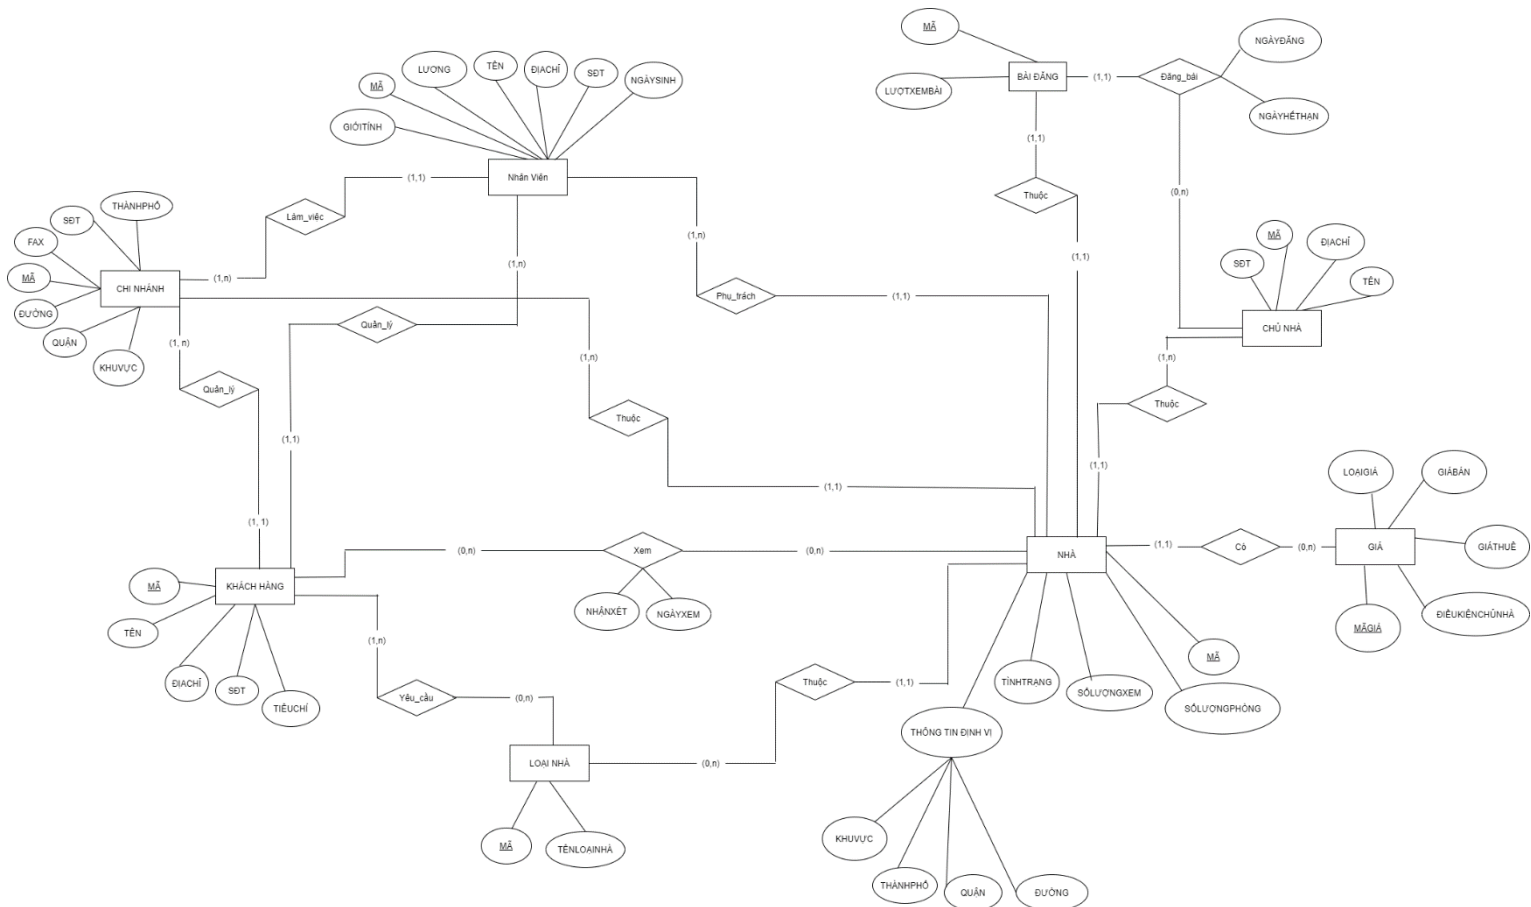 MÃ
NGÀYĐĂNG
LƯƠNG
TÊN
ĐỊACHỈ
SĐT
NGÀYSINH
MÃ
GIỚITÍNH
BÀI ĐĂNG
(1,1)
Đăng_bài
LƯỢTXEMBÀI
NGÀYHẾTHẠN
(1,1)
Nhân Viên
(1,1)
Thuộc
(0,n)
THÀNHPHỐ
SĐT
FAX
MÃ
ĐƯỜNG
QUẬN
KHUVỰC
CHI NHÁNH
Làm_việc
(1,n)
(1,n)
(1,n)
(1,1)
MÃ
SĐT
ĐỊACHỈ
TÊN
CHỦ NHÀ
Phụ_trách
(1,1)
Quản_lý
(1, n)
(1,n)
(1,n)
Quản_lý
Thuộc
Thuộc
(1,1)
(1,1)
(1,1)
LOẠIGIÁ
GIÁBÁN
(1, 1)
(0,n)
Xem
(0,n)
NHÀ
(1,1)
Có
(0,n)
GIÁ
GIÁTHUÊ
MÃ
KHÁCH HÀNG
NHẬNXÉT
NGÀYXEM
MÃGIÁ
ĐIỀUKIỆNCHỦNHÀ
TÊN
(1,n)
MÃ
ĐỊACHỈ
SĐT
TIÊUCHÍ
Yêu_cầu
(0,n)
Thuộc
(1,1)
TÌNHTRẠNG
SỐLƯỢNGXEM
SỐLƯỢNGPHÒNG
THÔNG TIN ĐỊNH VỊ
LOẠI NHÀ
(0,n)
MÃ
TÊNLOẠINHÀ
KHUVỰC
THÀNHPHỐ
QUẬN
ĐƯỜNG